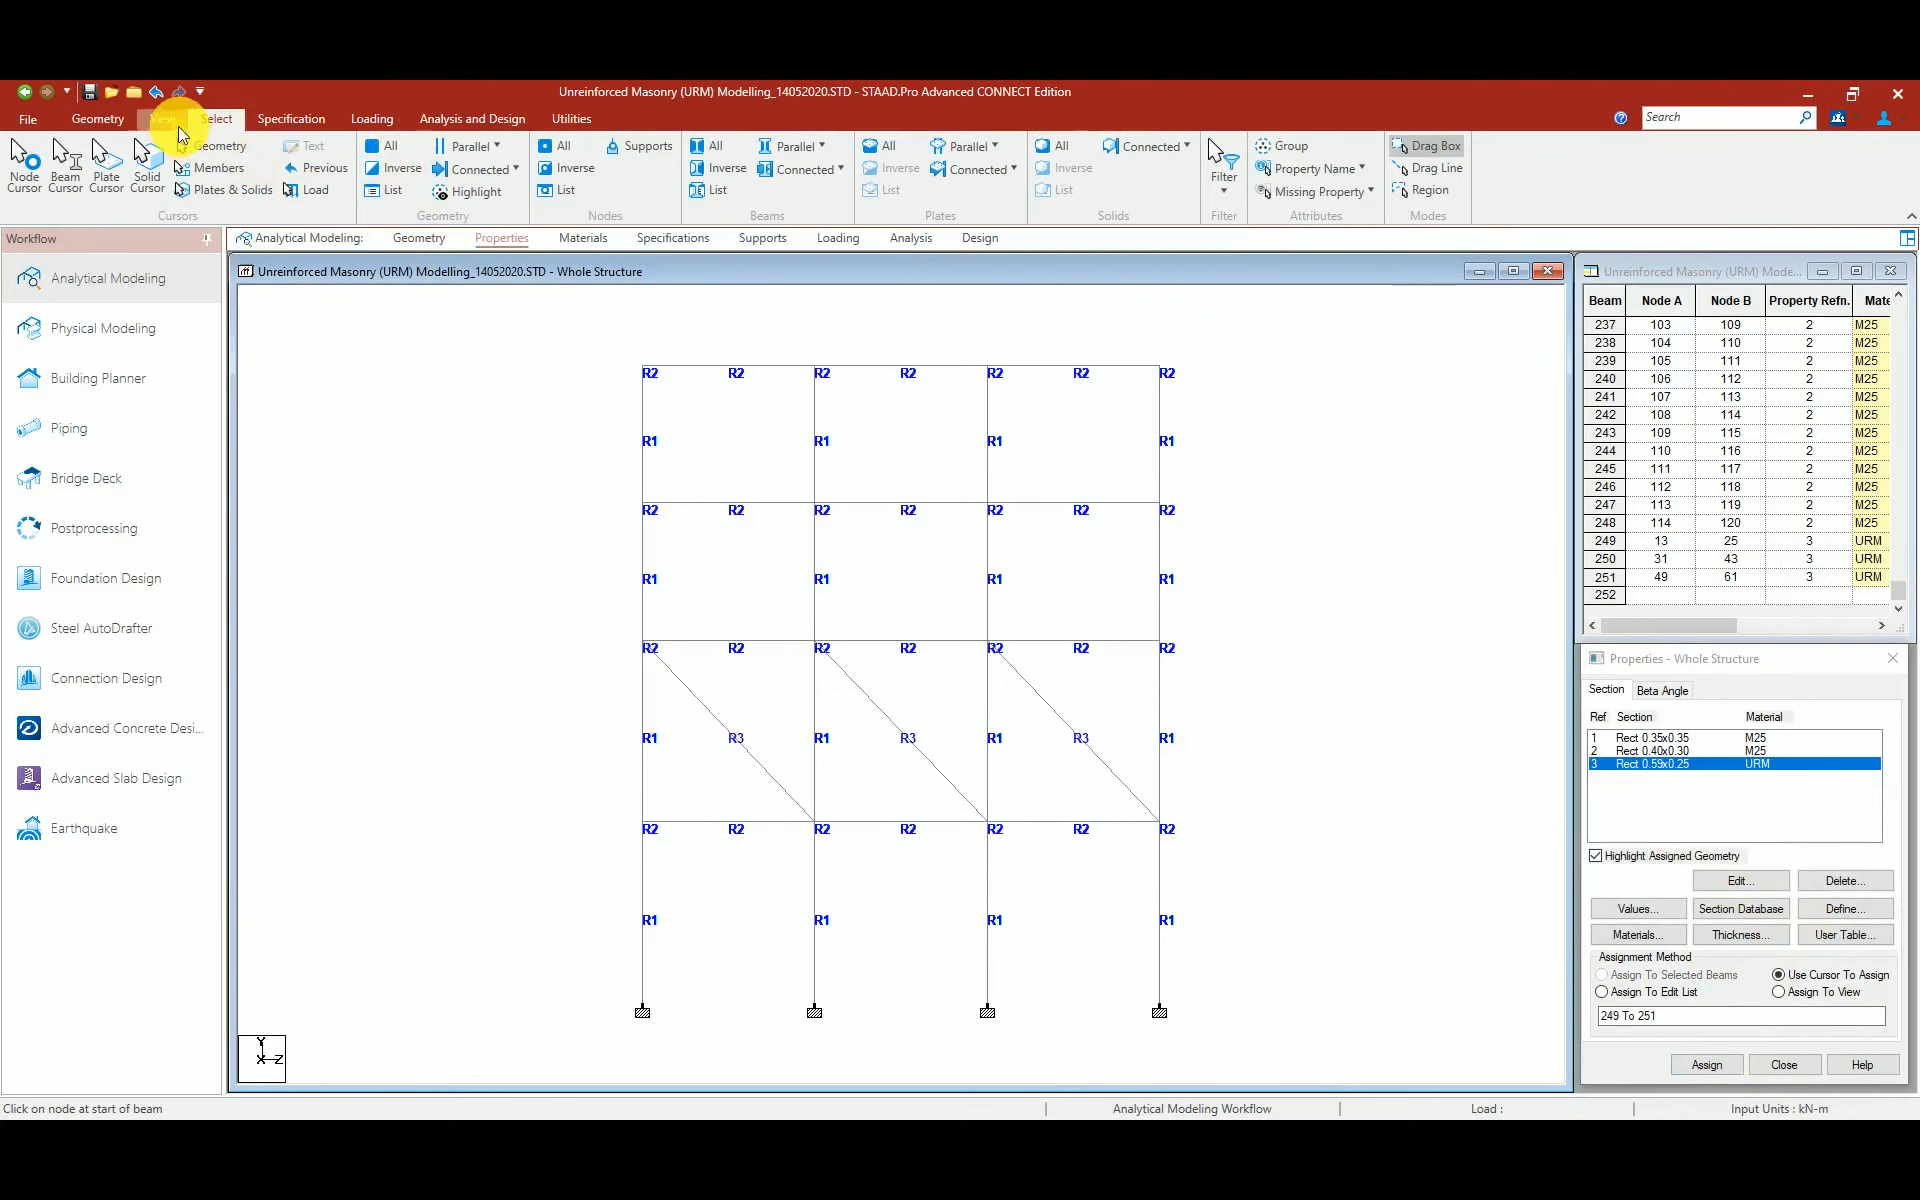 Unreinforced Masonry (URM) Modelling_14052020.STD - STAAD.Pro Advanced CONNECT Edition
File Geometry View Select Specification Loading Analysis and Design Utilities Search
Node Cursor
Beam Cursor
Plate Cursor
Solid Cursor
Geometry
Members
Plates & Solids
Text
Previous
Load
Cursors
All
Inverse
List
Parallel
Connected
Highlight
Geometry
All
Inverse
List
Supports
Nodes
All
Inverse
List
Parallel
Connected
Beams
All
Inverse
List
Parallel
Connected
Plates
All
Inverse
List
Connected
Solids
Filter
Filter
Group
Property Name
Missing Property
Attributes
Drag Box
Drag Line
Region
Modes
Workflow
Analytical Modeling: Geometry Properties Materials Specifications Supports Loading Analysis Design
Analytical Modeling
Physical Modeling
Building Planner
Piping
Bridge Deck
Postprocessing
Foundation Design
Steel AutoDrafter
Connection Design
Advanced Concrete Desi...
Advanced Slab Design
Earthquake
Unreinforced Masonry (URM) Modelling_14052020.STD - Whole Structure
R2 R2 R2 R2 R2 R2 R2
R1 R1 R1 R1
R2 R2 R2 R2 R2 R2 R2
R1 R1 R1 R1
R2 R2 R2 R2 R2 R2 R2
R1 R3 R1 R3 R1 R3 R1
R2 R2 R2 R2 R2 R2 R2
R1 R1 R1 R1
Y
X Z
Unreinforced Masonry (URM) Mode...
Beam Node A Node B Property Refn. Mate
237 103 109 2 M25
238 104 110 2 M25
239 105 111 2 M25
240 106 112 2 M25
241 107 113 2 M25
242 108 114 2 M25
243 109 115 2 M25
244 110 116 2 M25
245 111 117 2 M25
246 112 118 2 M25
247 113 119 2 M25
248 114 120 2 M25
249 13 25 3 URM
250 31 43 3 URM
251 49 61 3 URM
252
Properties - Whole Structure
Section Beta Angle
Ref Section Material
1 Rect 0.35x0.35 M25
2 Rect 0.40x0.30 M25
3 Rect 0.59x0.25 URM
Highlight Assigned Geometry
Edit... Delete...
Values... Section Database Define...
Materials... Thickness... User Table...
Assignment Method
Assign To Selected Beams Use Cursor To Assign
Assign To Edit List Assign To View
249 To 251
Assign Close Help
Click on node at start of beam Analytical Modeling Workflow Load : Input Units : kN-m